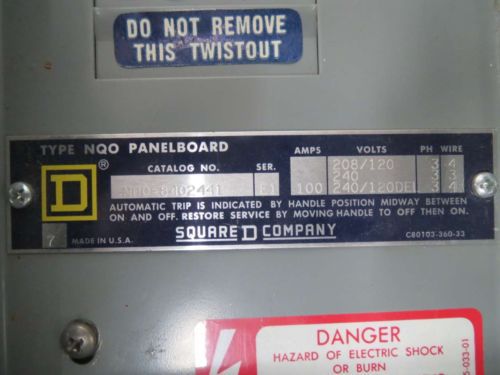 DO NOT REMOVE
THIS TWISTOUT
TYPE NQO PANELBOARD
AMPS VOLTS PH WIRE
CATALOG NO. SER.
208/120 3 4
240 3 3
E1 100 240/120DEL 3 4
AUTOMATIC TRIP IS INDICATED BY HANDLE POSITION MIDWAY BETWEEN
ON AND OFF. RESTORE SERVICE BY MOVING HANDLE TO OFF THEN ON.
7 MADE IN U.S.A. SQUARE D COMPANY C80103-360-33
D ®
DANGER
HAZARD OF ELECTRIC SHOCK
OR BURN